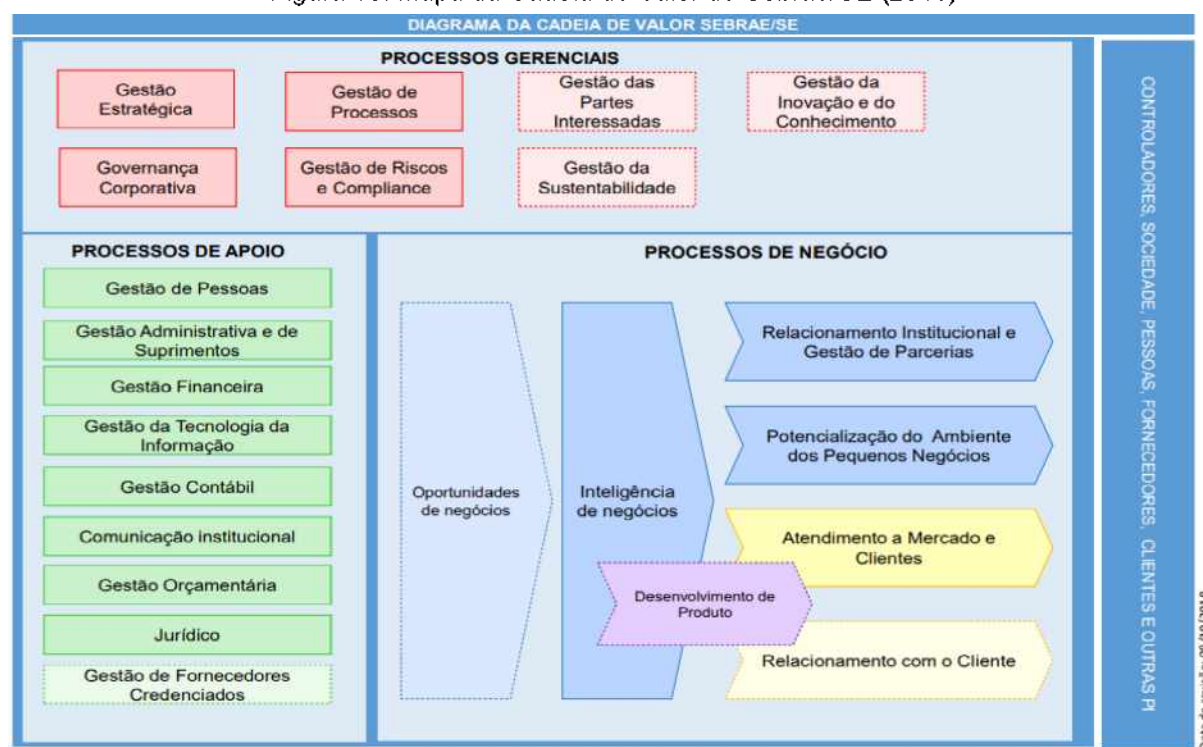 DIAGRAMA DA CADEIA DE VALOR SEBRAE/SE
PROCESSOS GERENCIAIS
Gestão
Estratégica
Gestão de
Processos
Gestão das
Partes
Interessadas
Gestão da
Inovação e do
Conhecimento
Governança
Corporativa
Gestão de Riscos
e Compliance
Gestão da
Sustentabilidade
PROCESSOS DE APOIO
Gestão de Pessoas
Gestão Administrativa e de
Suprimentos
Gestão Financeira
Gestão da Tecnologia da
Informação
Gestão Contábil
Comunicação institucional
Gestão Orçamentária
Jurídico
Gestão de Fornecedores
Credenciados
PROCESSOS DE NEGÓCIO
Oportunidades
de negócios
Inteligência
de negócios
Relacionamento Institucional e
Gestão de Parcerias
Potencialização do Ambiente
dos Pequenos Negócios
Atendimento a Mercado e
Clientes
Desenvolvimento de
Produto
Relacionamento com o Cliente
CONTROLADORES, SOCIEDADE, PESSOAS, FORNECEDORES, CLIENTES E OUTRAS PI